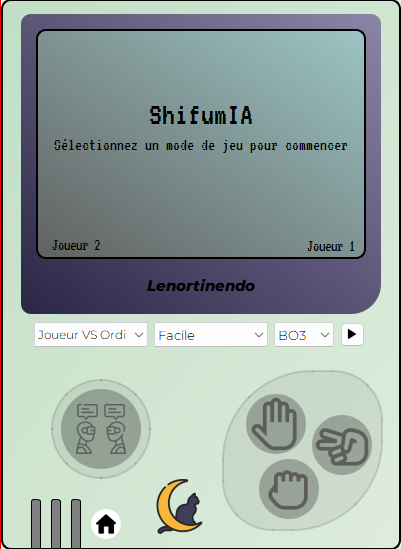 ShifumIA
Sélectionnez un mode de jeu pour commencer
Joueur 2
Joueur 1
Lenortinendo
Joueur VS Ordi
Facile
BO3